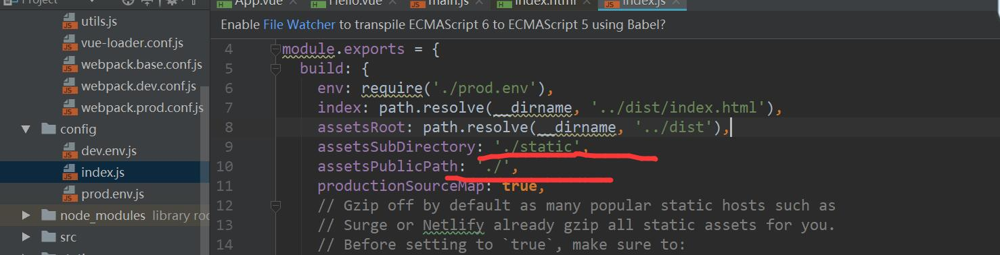 Project
App.vue
Hello.vue
main.js
index.html
index.js
Enable File Watcher to transpile ECMAScript 6 to ECMAScript 5 using Babel?
utils.js
vue-loader.conf.js
webpack.base.conf.js
webpack.dev.conf.js
webpack.prod.conf.js
config
dev.env.js
index.js
prod.env.js
node_modules library roo
src
4 module.exports = {
5 build: {
6 env: require('./prod.env'),
7 index: path.resolve(__dirname, '../dist/index.html'),
8 assetsRoot: path.resolve(__dirname, '../dist'),
9 assetsSubDirectory: './static',
10 assetsPublicPath: './',
11 productionSourceMap: true,
12 // Gzip off by default as many popular static hosts such as
13 // Surge or Netlify already gzip all static assets for you.
14 // Before setting to `true`, make sure to: